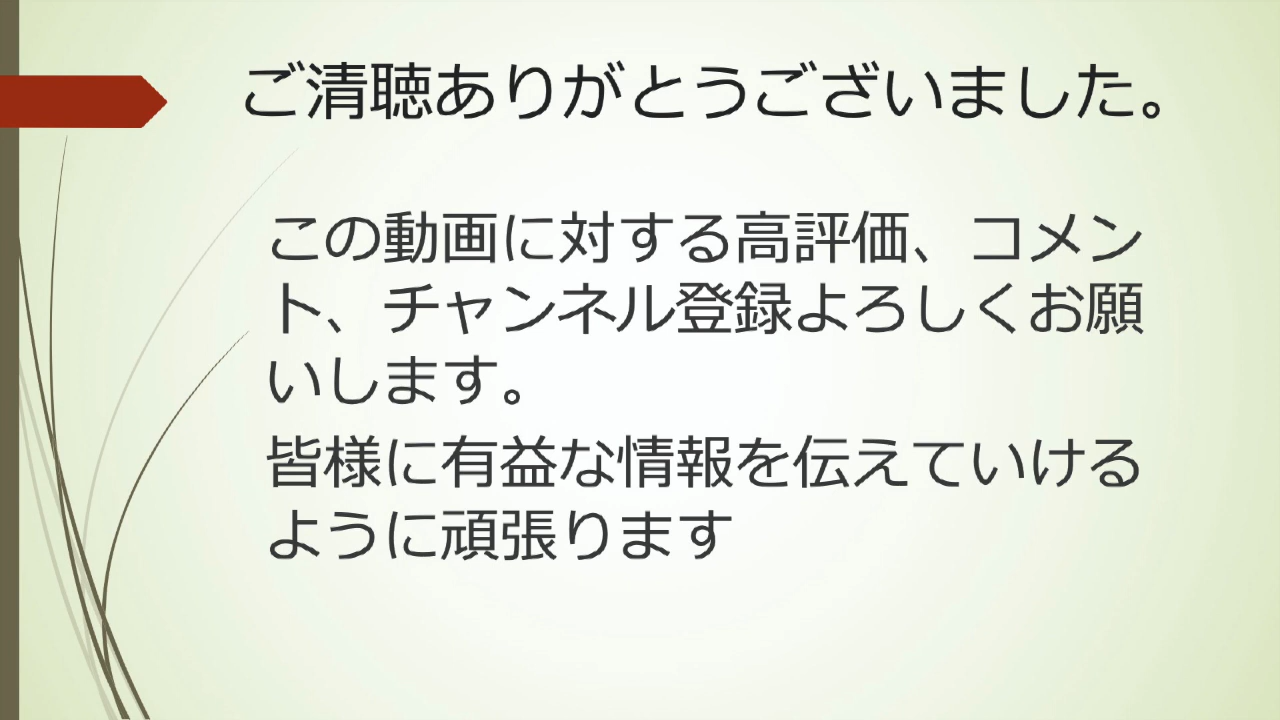 ご清聴ありがとうございました。
この動画に対する高評価、コメン
ト、チャンネル登録よろしくお願
いします。
皆様に有益な情報を伝えていける
ように頑張ります